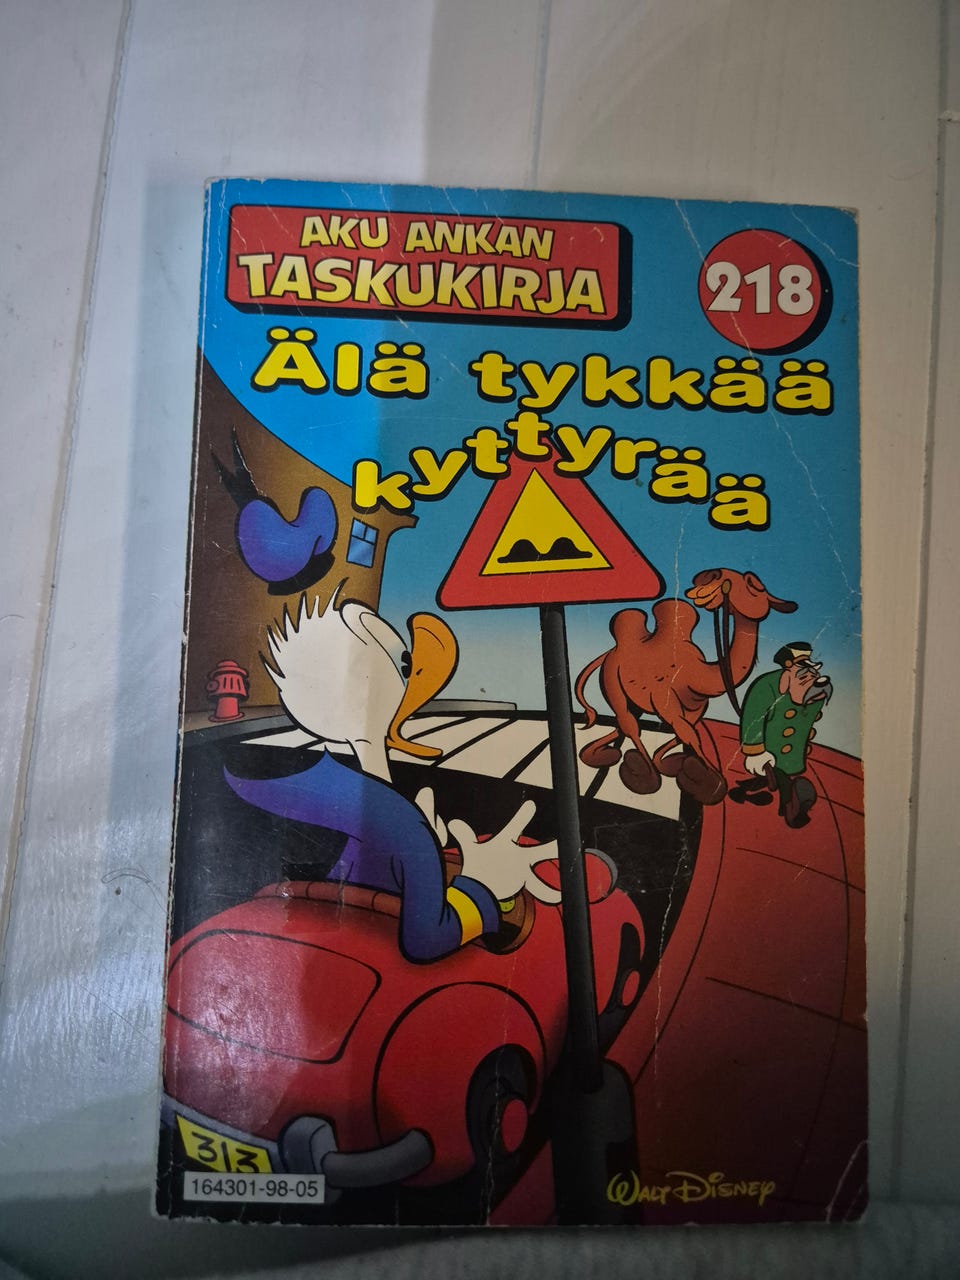 AKU ANKAN
TASKUKIRJA
218
Älä tykkää
kyttyrää
313
164301-98-05
WALT DISNEY